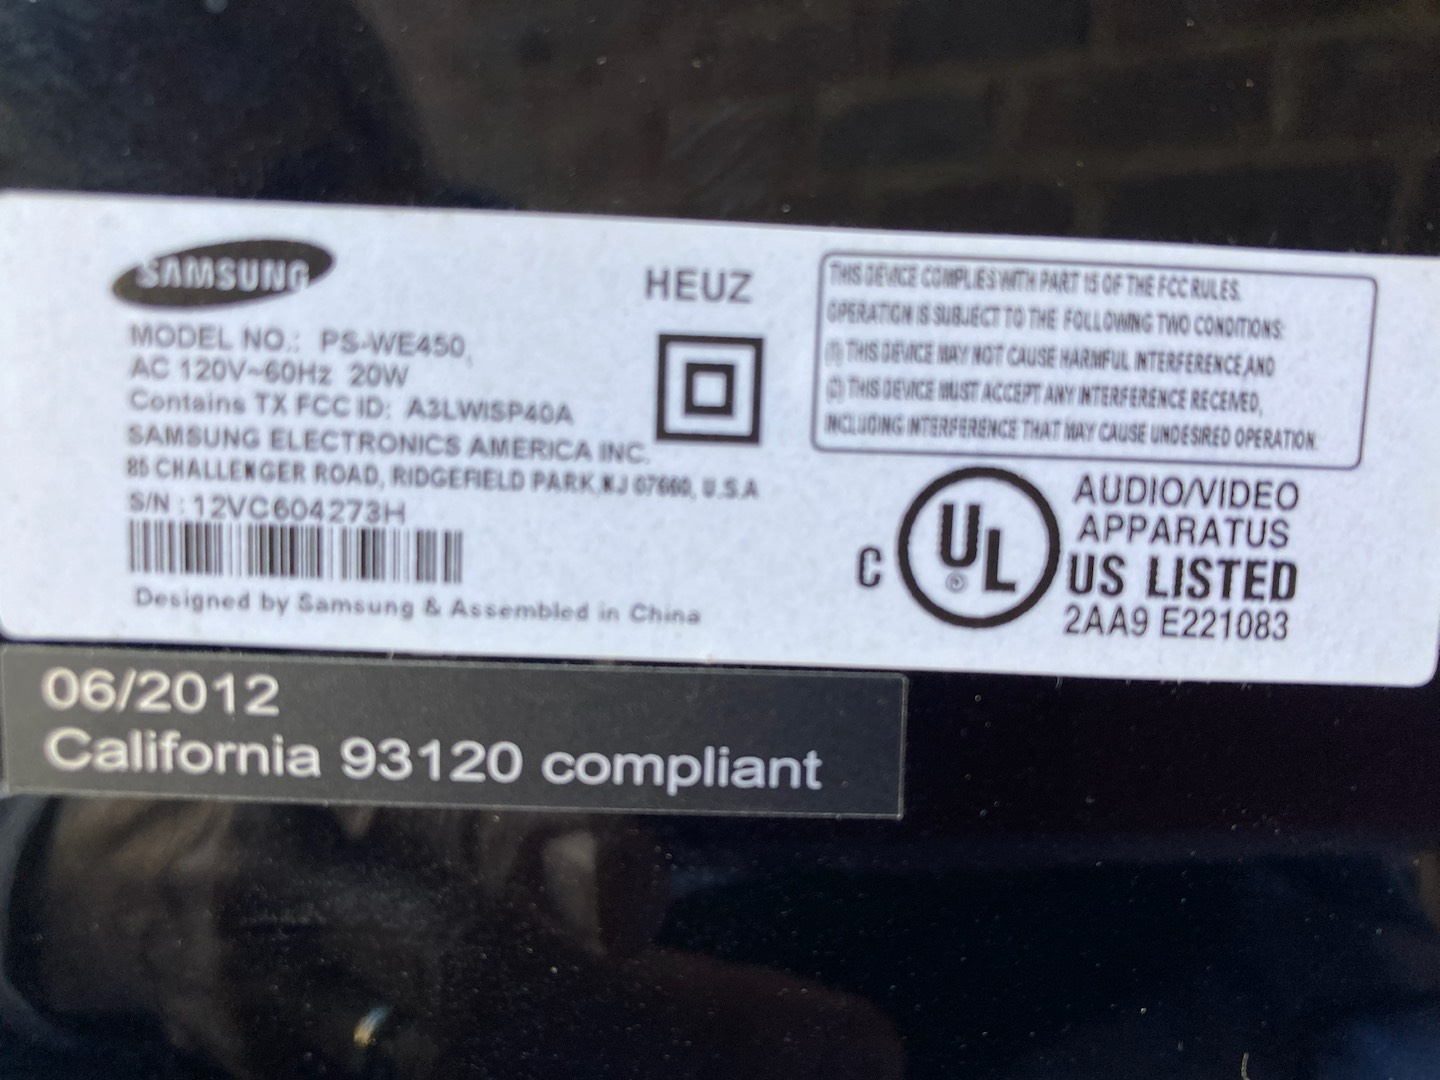 SAMSUNG
HEUZ
MODEL NO.: PS-WE450,
AC 120V~60Hz 20W
Contains TX FCC ID: A3LWISP40A
SAMSUNG ELECTRONICS AMERICA INC.
85 CHALLENGER ROAD, RIDGEFIELD PARK,NJ 07660, U.S.A
S/N : 12VC604273H
Designed by Samsung & Assembled in China
THIS DEVICE COMPLIES WITH PART 15 OF THE FCC RULES.
OPERATION IS SUBJECT TO THE FOLLOWING TWO CONDITIONS:
(1) THIS DEVICE MAY NOT CAUSE HARMFUL INTERFERENCE,AND
(2) THIS DEVICE MUST ACCEPT ANY INTERFERENCE RECEIVED,
INCLUDING INTERFERENCE THAT MAY CAUSE UNDESIRED OPERATION.
C UL ® AUDIO/VIDEO
APPARATUS
US LISTED
2AA9 E221083
06/2012
California 93120 compliant